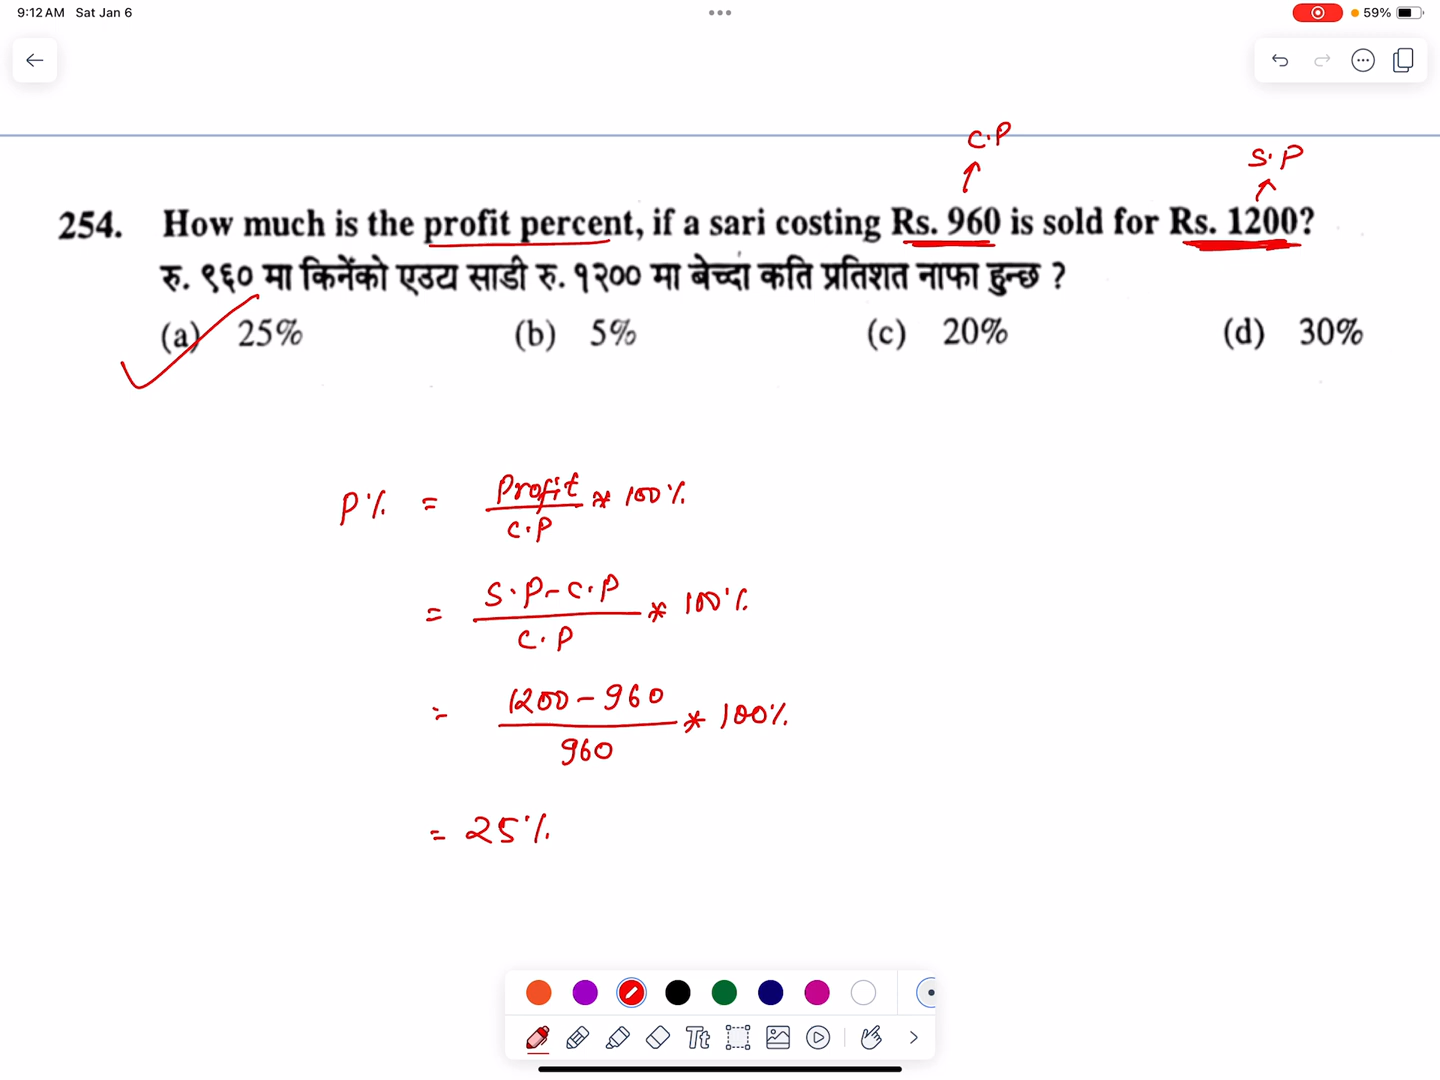 9:12 AM Sat Jan 6
59%
C.P
S.P
254. How much is the profit percent, if a sari costing Rs. 960 is sold for Rs. 1200?
रु. ९६० मा किनेंको एउटा साडी रु. १२०० मा बेच्दा कति प्रतिशत नाफा हुन्छ ?
(a) 25% (b) 5% (c) 20% (d) 30%
P% = Profit / C.P * 100%
= S.P - C.P / C.P * 100%
= 1200 - 960 / 960 * 100%
= 25%
Tt